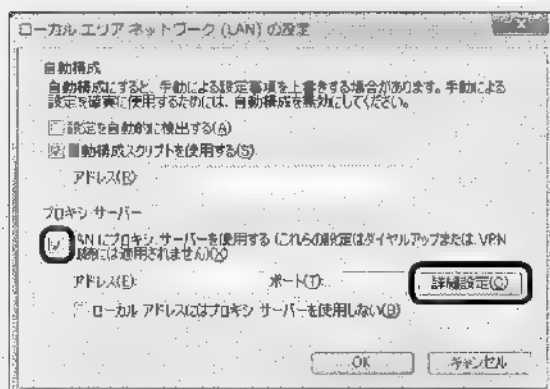 ローカル エリア ネットワーク (LAN) の設定
自動構成
自動構成にすると、手動による設定事項を上書きする場合があります。手動による
設定を確実に使用するためには、自動構成を無効にしてください。
設定を自動的に検出する(A)
自動構成スクリプトを使用する(S)
アドレス(R):
プロキシ サーバー
LAN にプロキシ サーバーを使用する (これらの設定はダイヤルアップまたは VPN
接続には適用されません)(X)
アドレス(E):
ポート(T):
詳細設定(C)
ローカル アドレスにはプロキシ サーバーを使用しない(B)
OK
キャンセル